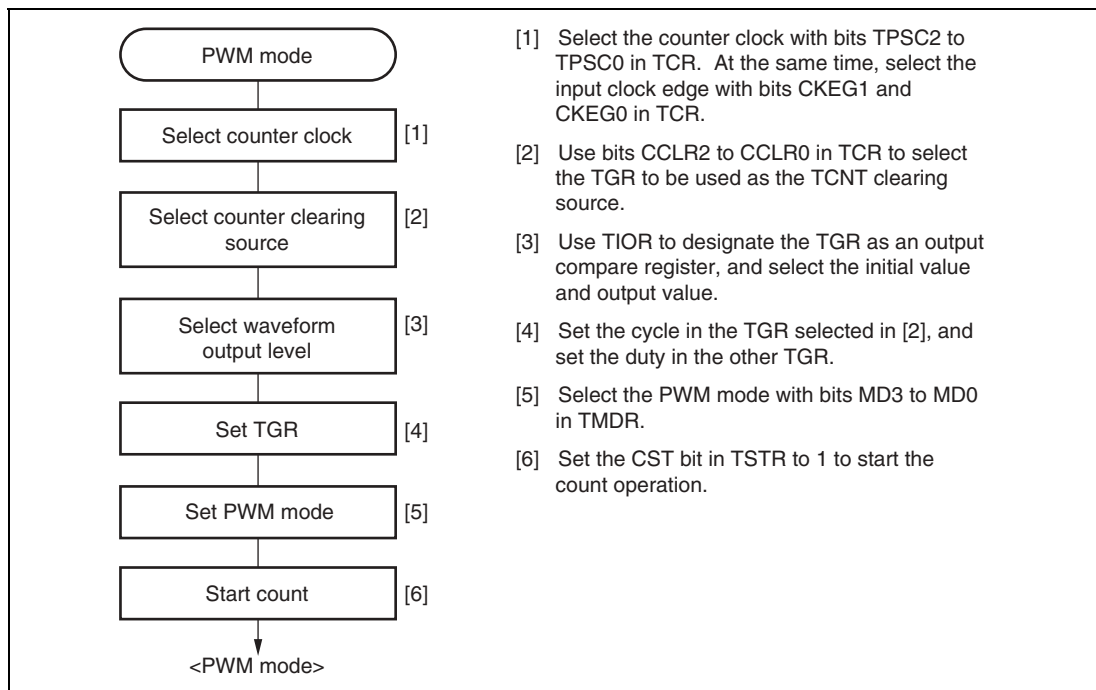 PWM mode
Select counter clock
[1]
Select counter clearing
source
[2]
Select waveform
output level
[3]
Set TGR
[4]
Set PWM mode
[5]
Start count
[6]
<PWM mode>
[1] Select the counter clock with bits TPSC2 to
TPSC0 in TCR. At the same time, select the
input clock edge with bits CKEG1 and
CKEG0 in TCR.
[2] Use bits CCLR2 to CCLR0 in TCR to select
the TGR to be used as the TCNT clearing
source.
[3] Use TIOR to designate the TGR as an output
compare register, and select the initial value
and output value.
[4] Set the cycle in the TGR selected in [2], and
set the duty in the other TGR.
[5] Select the PWM mode with bits MD3 to MD0
in TMDR.
[6] Set the CST bit in TSTR to 1 to start the
count operation.